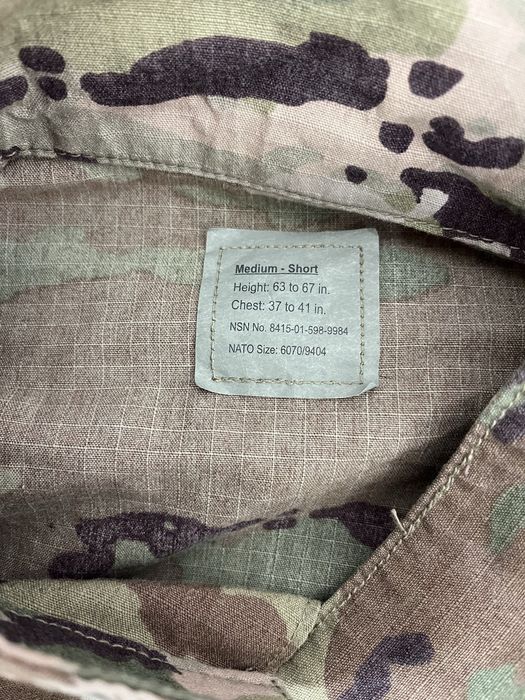 Medium - Short
Height: 63 to 67 in.
Chest: 37 to 41 in.
NSN No. 8415-01-598-9984
NATO Size: 6070/9404